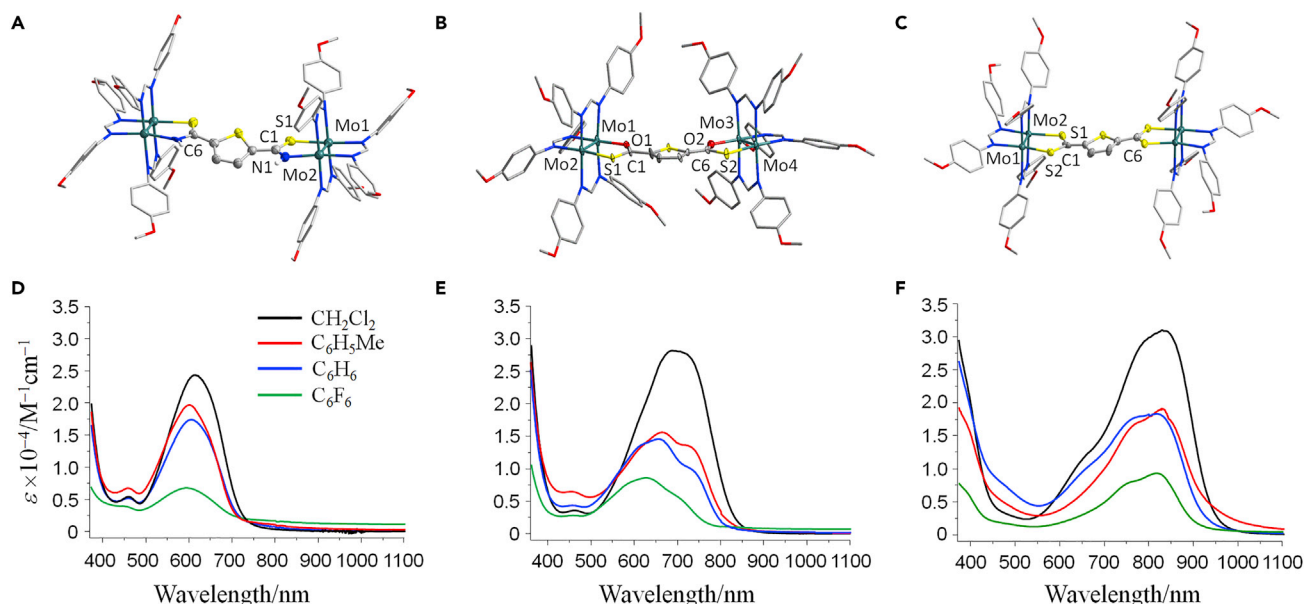 A
B
C
S1
C1
Mo1
C6
N1
Mo2
Mo1
O1
Mo2
S1
C1
Mo3
O2
C6
S2
Mo4
Mo2
S1
Mo1
C1
S2
C6
D
E
F
3.5
3.0
2.5
2.0
1.5
1.0
0.5
0
CH₂Cl₂
C₆H₅Me
C₆H₆
C₆F₆
ε ×10⁻⁴/M⁻¹cm⁻¹
400 500 600 700 800 900 1000 1100
Wavelength/nm
3.5
3.0
2.5
2.0
1.5
1.0
0.5
0
400 500 600 700 800 900 1000 1100
Wavelength/nm
3.5
3.0
2.5
2.0
1.5
1.0
0.5
0
400 500 600 700 800 900 1000 1100
Wavelength/nm